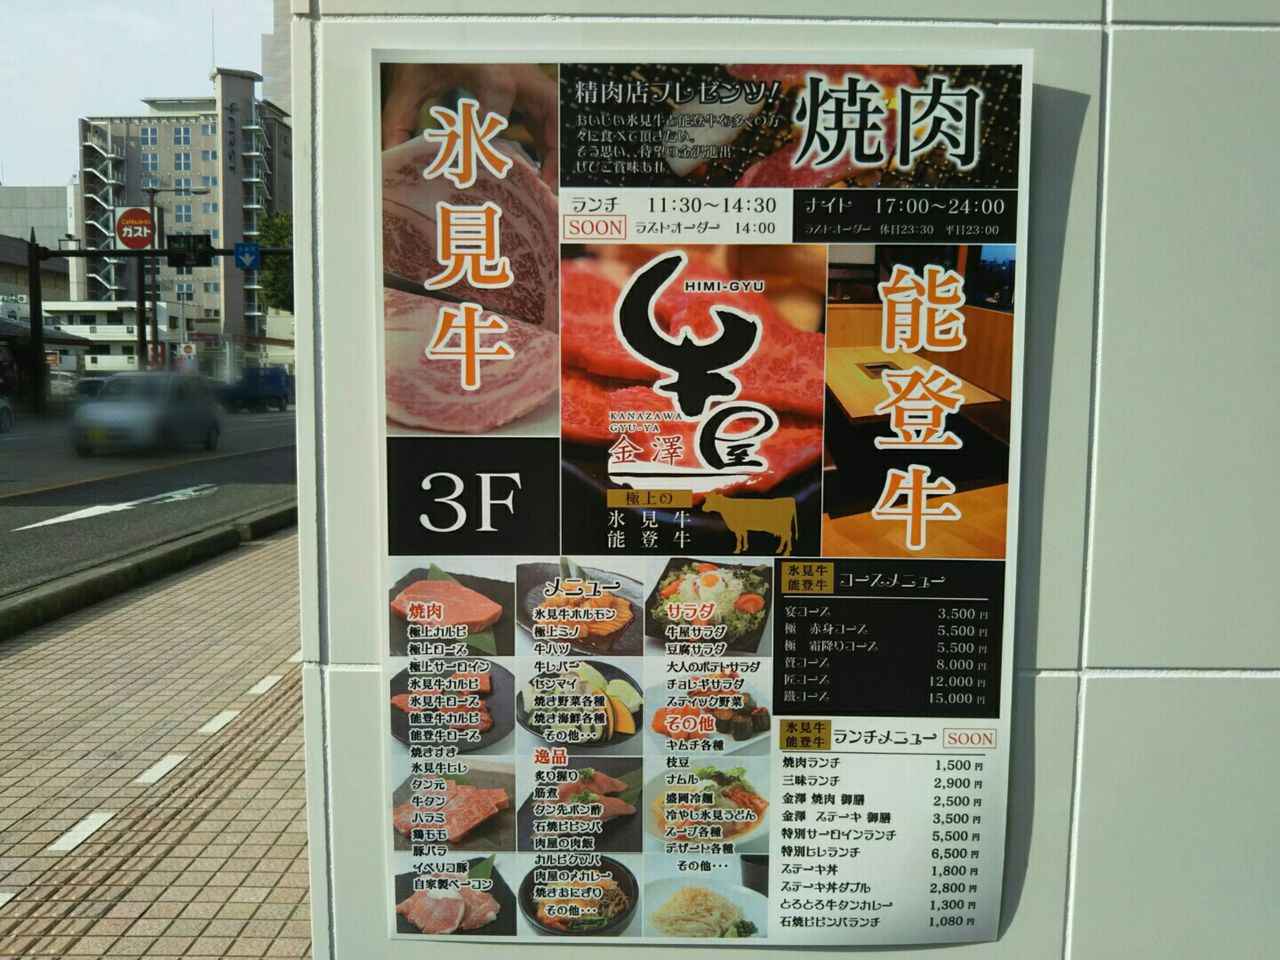 氷見牛
精肉店プレゼンツ！
おいしい氷見牛と能登牛を多くの方
々に食べて頂きたい。
そう思い、待望の金沢進出
ぜひご賞味あれ
焼肉
ランチ 11:30〜14:30
SOON ラストオーダー 14:00
ナイト 17:00〜24:00
ラストオーダー 休日23:30 平日23:00
HIMI-GYU
牛屋
KANAZAWA
GYU-YA
金澤
極上の
氷見牛
能登牛
能登牛
3F
メニュー
焼肉
極上カルビ
極上ロース
極上サーロイン
氷見牛カルビ
氷見牛ロース
能登牛カルビ
能登牛ロース
焼きすき
氷見牛ヒレ
タン元
牛タン
ハラミ
鶏モモ
豚バラ
イベリコ豚
自家製ベーコン
氷見牛ホルモン
極上ミノ
牛ハツ
牛レバー
センマイ
焼き野菜各種
焼き海鮮各種
その他・・・
逸品
炙り握り
筋煮
タン先ポン酢
石焼ビビンバ
肉屋の肉飯
カルビクッパ
肉屋のメカレー
焼きおにぎり
その他・・・
サラダ
牛屋サラダ
豆腐サラダ
大人のポテトサラダ
チョレギサラダ
スティック野菜
その他
キムチ各種
枝豆
ナムル
盛岡冷麺
冷やし氷見うどん
スープ各種
デザート各種
その他・・・
氷見牛
能登牛 コースメニュー
宴コース 3,500円
極 赤身コース 5,500円
極 霜降りコース 5,500円
贅コース 8,000円
匠コース 12,000円
鐵コース 15,000円
氷見牛
能登牛 ランチメニュー SOON
焼肉ランチ 1,500円
三昧ランチ 2,900円
金澤 焼肉 御膳 2,500円
金澤 ステーキ 御膳 3,500円
特別サーロインランチ 5,500円
特別ヒレランチ 6,500円
ステーキ丼 1,800円
ステーキ丼ダブル 2,800円
とろとろ牛タンカレー 1,300円
石焼ビビンバランチ 1,080円
ガスト